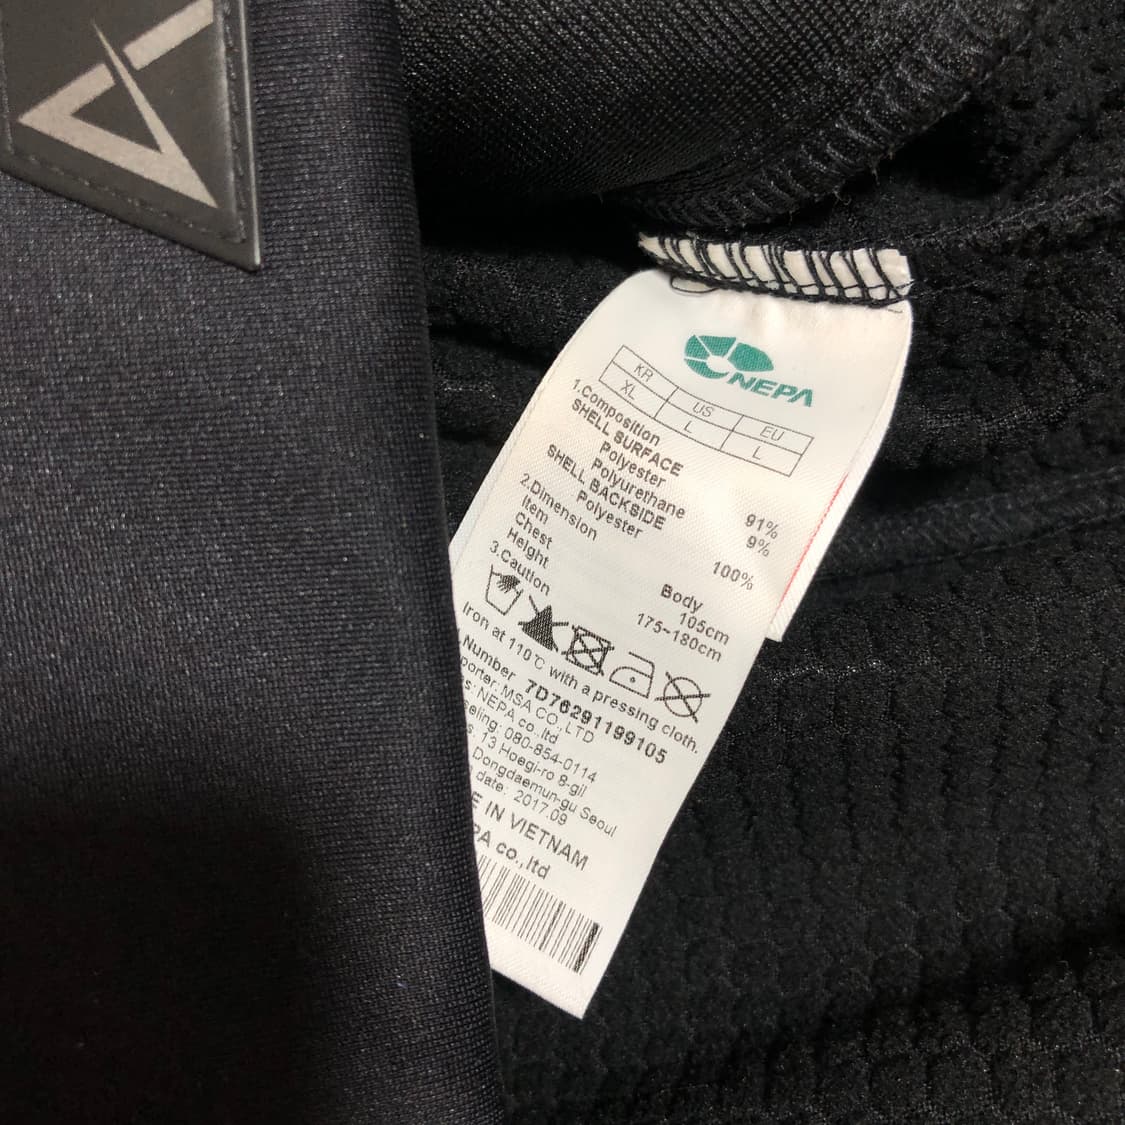 NEPA
KR US EU
XL L L
1.Composition
SHELL SURFACE
Polyester 91%
Polyurethane 9%
SHELL BACKSIDE
Polyester 100%
2.Dimension
Item Body
Chest 105cm
Height 175~180cm
3.Caution
Iron at 110℃ with a pressing cloth.
.Number 7D76291199105
porter: MSA CO.,LTD
s: NEPA co.,ltd
seling: 080-854-0114
s: 13 Hoegi-ro 8-gil
Dongdaemun-gu Seoul
date: 2017.09
E IN VIETNAM
PA co.,ltd